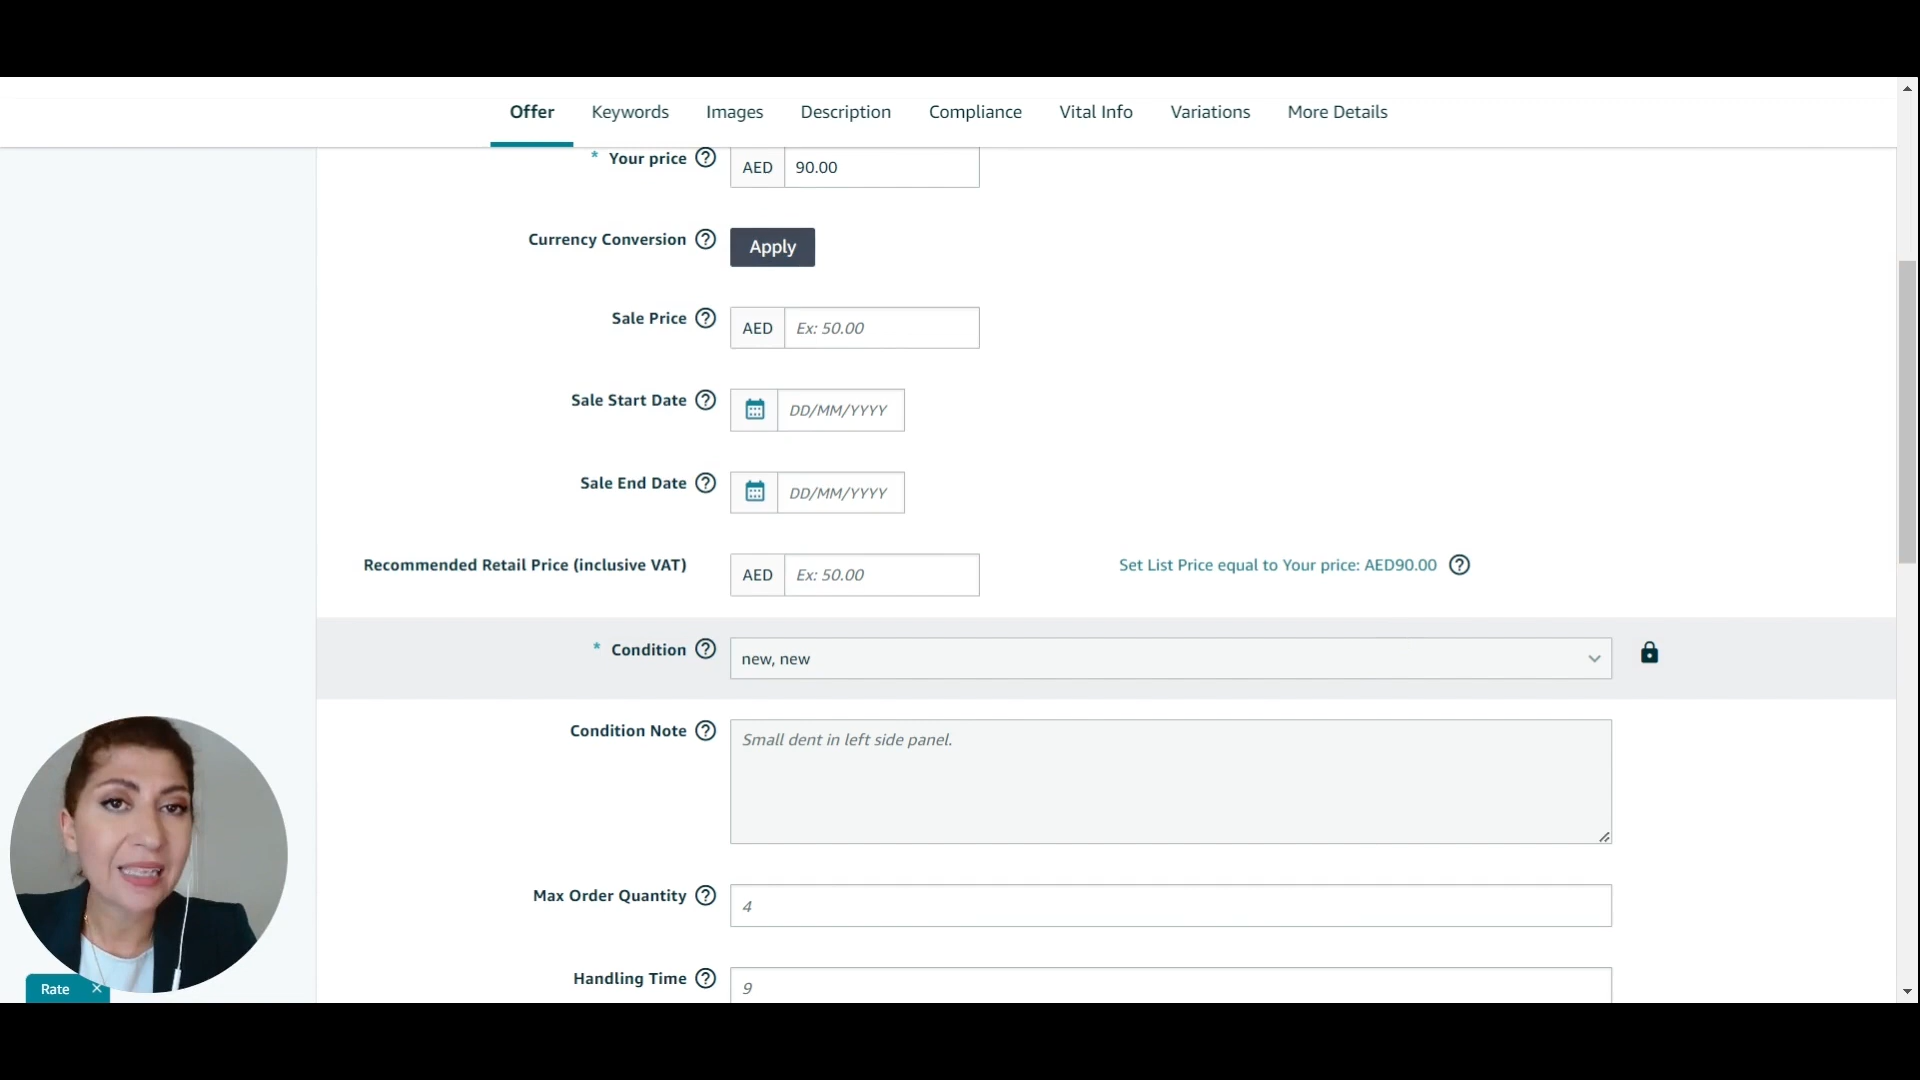 Offer Keywords Images Description Compliance Vital Info Variations More Details
* Your price ? AED 90.00
Currency Conversion ? Apply
Sale Price ? AED Ex: 50.00
Sale Start Date ? DD/MM/YYYY
Sale End Date ? DD/MM/YYYY
Recommended Retail Price (inclusive VAT) AED Ex: 50.00 Set List Price equal to Your price: AED90.00 ?
* Condition ? new, new
Condition Note ? Small dent in left side panel.
Max Order Quantity ? 4
Handling Time ? 9
Rate ×